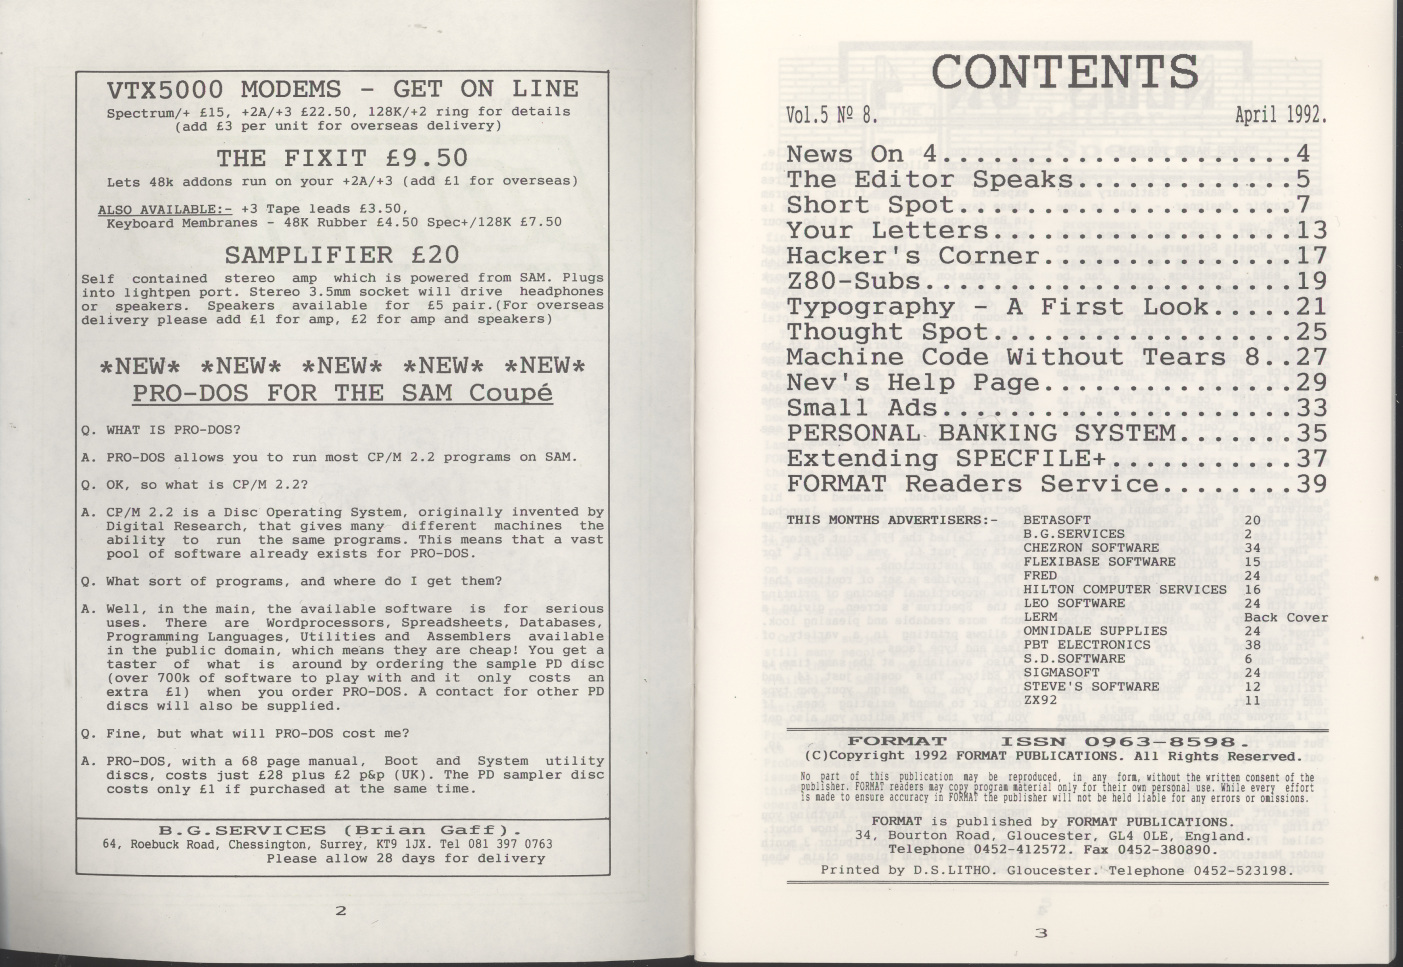 VTX5000 MODEMS - GET ON LINE
Spectrum/+ £15, +2A/+3 £22.50, 128K/+2 ring for details
(add £3 per unit for overseas delivery)
THE FIXIT £9.50
Lets 48k addons run on your +2A/+3 (add £1 for overseas)
ALSO AVAILABLE:- +3 Tape leads £3.50,
Keyboard Membranes - 48K Rubber £4.50 Spec+/128K £7.50
SAMPLIFIER £20
Self contained stereo amp which is powered from SAM. Plugs
into lightpen port. Stereo 3.5mm socket will drive headphones
or speakers. Speakers available for £5 pair.(For overseas
delivery please add £1 for amp, £2 for amp and speakers)
*NEW* *NEW* *NEW* *NEW* *NEW*
PRO-DOS FOR THE SAM Coupé
Q. WHAT IS PRO-DOS?
A. PRO-DOS allows you to run most CP/M 2.2 programs on SAM.
Q. OK, so what is CP/M 2.2?
A. CP/M 2.2 is a Disc Operating System, originally invented by
Digital Research, that gives many different machines the
ability to run the same programs. This means that a vast
pool of software already exists for PRO-DOS.
Q. What sort of programs, and where do I get them?
A. Well, in the main, the available software is for serious
uses. There are Wordprocessors, Spreadsheets, Databases,
Programming Languages, Utilities and Assemblers available
in the public domain, which means they are cheap! You get a
taster of what is around by ordering the sample PD disc
(over 700k of software to play with and it only costs an
extra £1) when you order PRO-DOS. A contact for other PD
discs will also be supplied.
Q. Fine, but what will PRO-DOS cost me?
A. PRO-DOS, with a 68 page manual, Boot and System utility
discs, costs just £28 plus £2 p&p (UK). The PD sampler disc
costs only £1 if purchased at the same time.
B.G.SERVICES (Brian Gaff).
64, Roebuck Road, Chessington, Surrey, KT9 1JX. Tel 081 397 0763
Please allow 28 days for delivery
2
CONTENTS
Vol.5 Nº 8. April 1992.
News On 4......................4
The Editor Speaks.............5
Short Spot.....................7
Your Letters..................13
Hacker's Corner...............17
Z80-Subs......................19
Typography - A First Look.....21
Thought Spot..................25
Machine Code Without Tears 8..27
Nev's Help Page...............29
Small Ads.....................33
PERSONAL BANKING SYSTEM.......35
Extending SPECFILE+...........37
FORMAT Readers Service........39
THIS MONTHS ADVERTISERS:- BETASOFT 20
B.G.SERVICES 2
CHEZRON SOFTWARE 34
FLEXIBASE SOFTWARE 15
FRED 24
HILTON COMPUTER SERVICES 16
LEO SOFTWARE 24
LERM Back Cover
OMNIDALE SUPPLIES 24
PBT ELECTRONICS 38
S.D.SOFTWARE 6
SIGMASOFT 24
STEVE'S SOFTWARE 12
ZX92 11
FORMAT ISSN 0963-8598.
(C)Copyright 1992 FORMAT PUBLICATIONS. All Rights Reserved.
No part of this publication may be reproduced, in any form, without the written consent of the
publisher. FORMAT readers may copy program material only for their own personal use. While every effort
is made to ensure accuracy in FORMAT the publisher will not be held liable for any errors or omissions.
FORMAT is published by FORMAT PUBLICATIONS.
34, Bourton Road, Gloucester, GL4 0LE, England.
Telephone 0452-412572. Fax 0452-380890.
Printed by D.S.LITHO. Gloucester. Telephone 0452-523198.
3